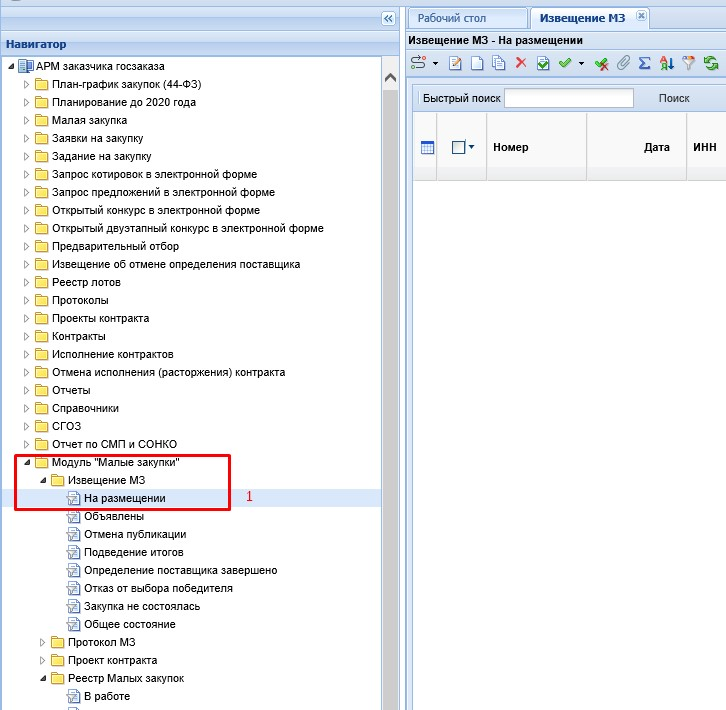 Рабочий стол
Извещение МЗ
Навигатор
Извещение МЗ - На размещении
АРМ заказчика госзаказа
План-график закупок (44-ФЗ)
Планирование до 2020 года
Малая закупка
Заявки на закупку
Задание на закупку
Запрос котировок в электронной форме
Запрос предложений в электронной форме
Открытый конкурс в электронной форме
Открытый двуэтапный конкурс в электронной форме
Предварительный отбор
Извещение об отмене определения поставщика
Реестр лотов
Протоколы
Проекты контракта
Контракты
Исполнение контрактов
Отмена исполнения (расторжения) контракта
Отчеты
Справочники
СГОЗ
Отчет по СМП и СОНКО
Модуль "Малые закупки"
Извещение МЗ
На размещении
1
Объявлены
Отмена публикации
Подведение итогов
Определение поставщика завершено
Отказ от выбора победителя
Закупка не состоялась
Общее состояние
Протокол МЗ
Проект контракта
Реестр Малых закупок
В работе
Быстрый поиск
Поиск
Номер
Дата
ИНН